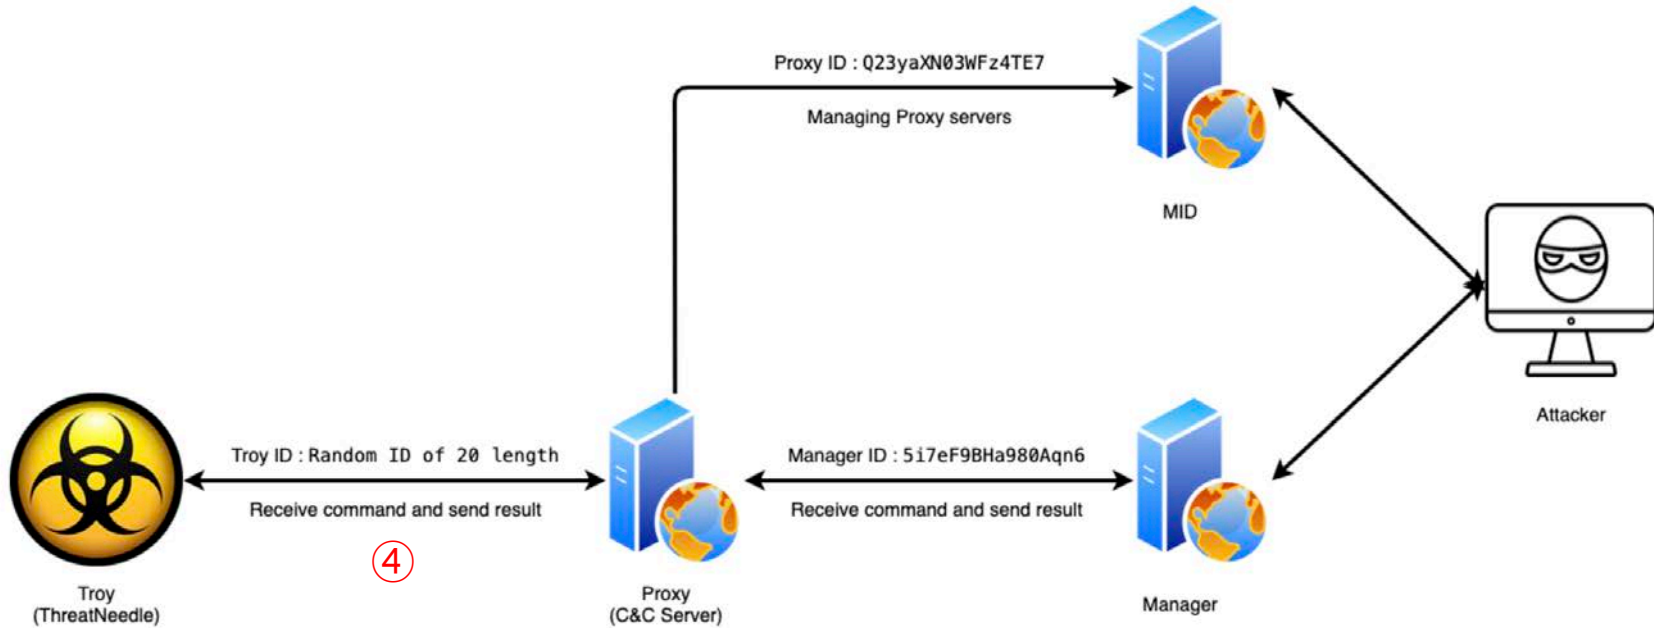 Proxy ID : Q23yaXN03WFz4TE7
Managing Proxy servers
MID
Attacker
Troy ID : Random ID of 20 length
Receive command and send result
④
Manager ID : 5i7eF9BHa980Aqn6
Receive command and send result
Troy
(ThreatNeedle)
Proxy
(C&C Server)
Manager